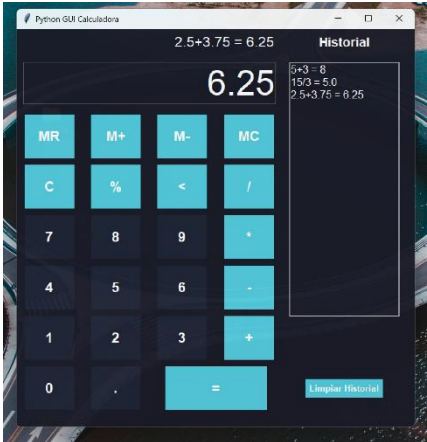 Python GUI Calculadora
2.5+3.75 = 6.25
6.25
MR M+ M- MC
C % < /
7 8 9 *
4 5 6 -
1 2 3 +
0 . =
Historial
5+3 = 8
15/3 = 5.0
2.5+3.75 = 6.25
Limpiar Historial